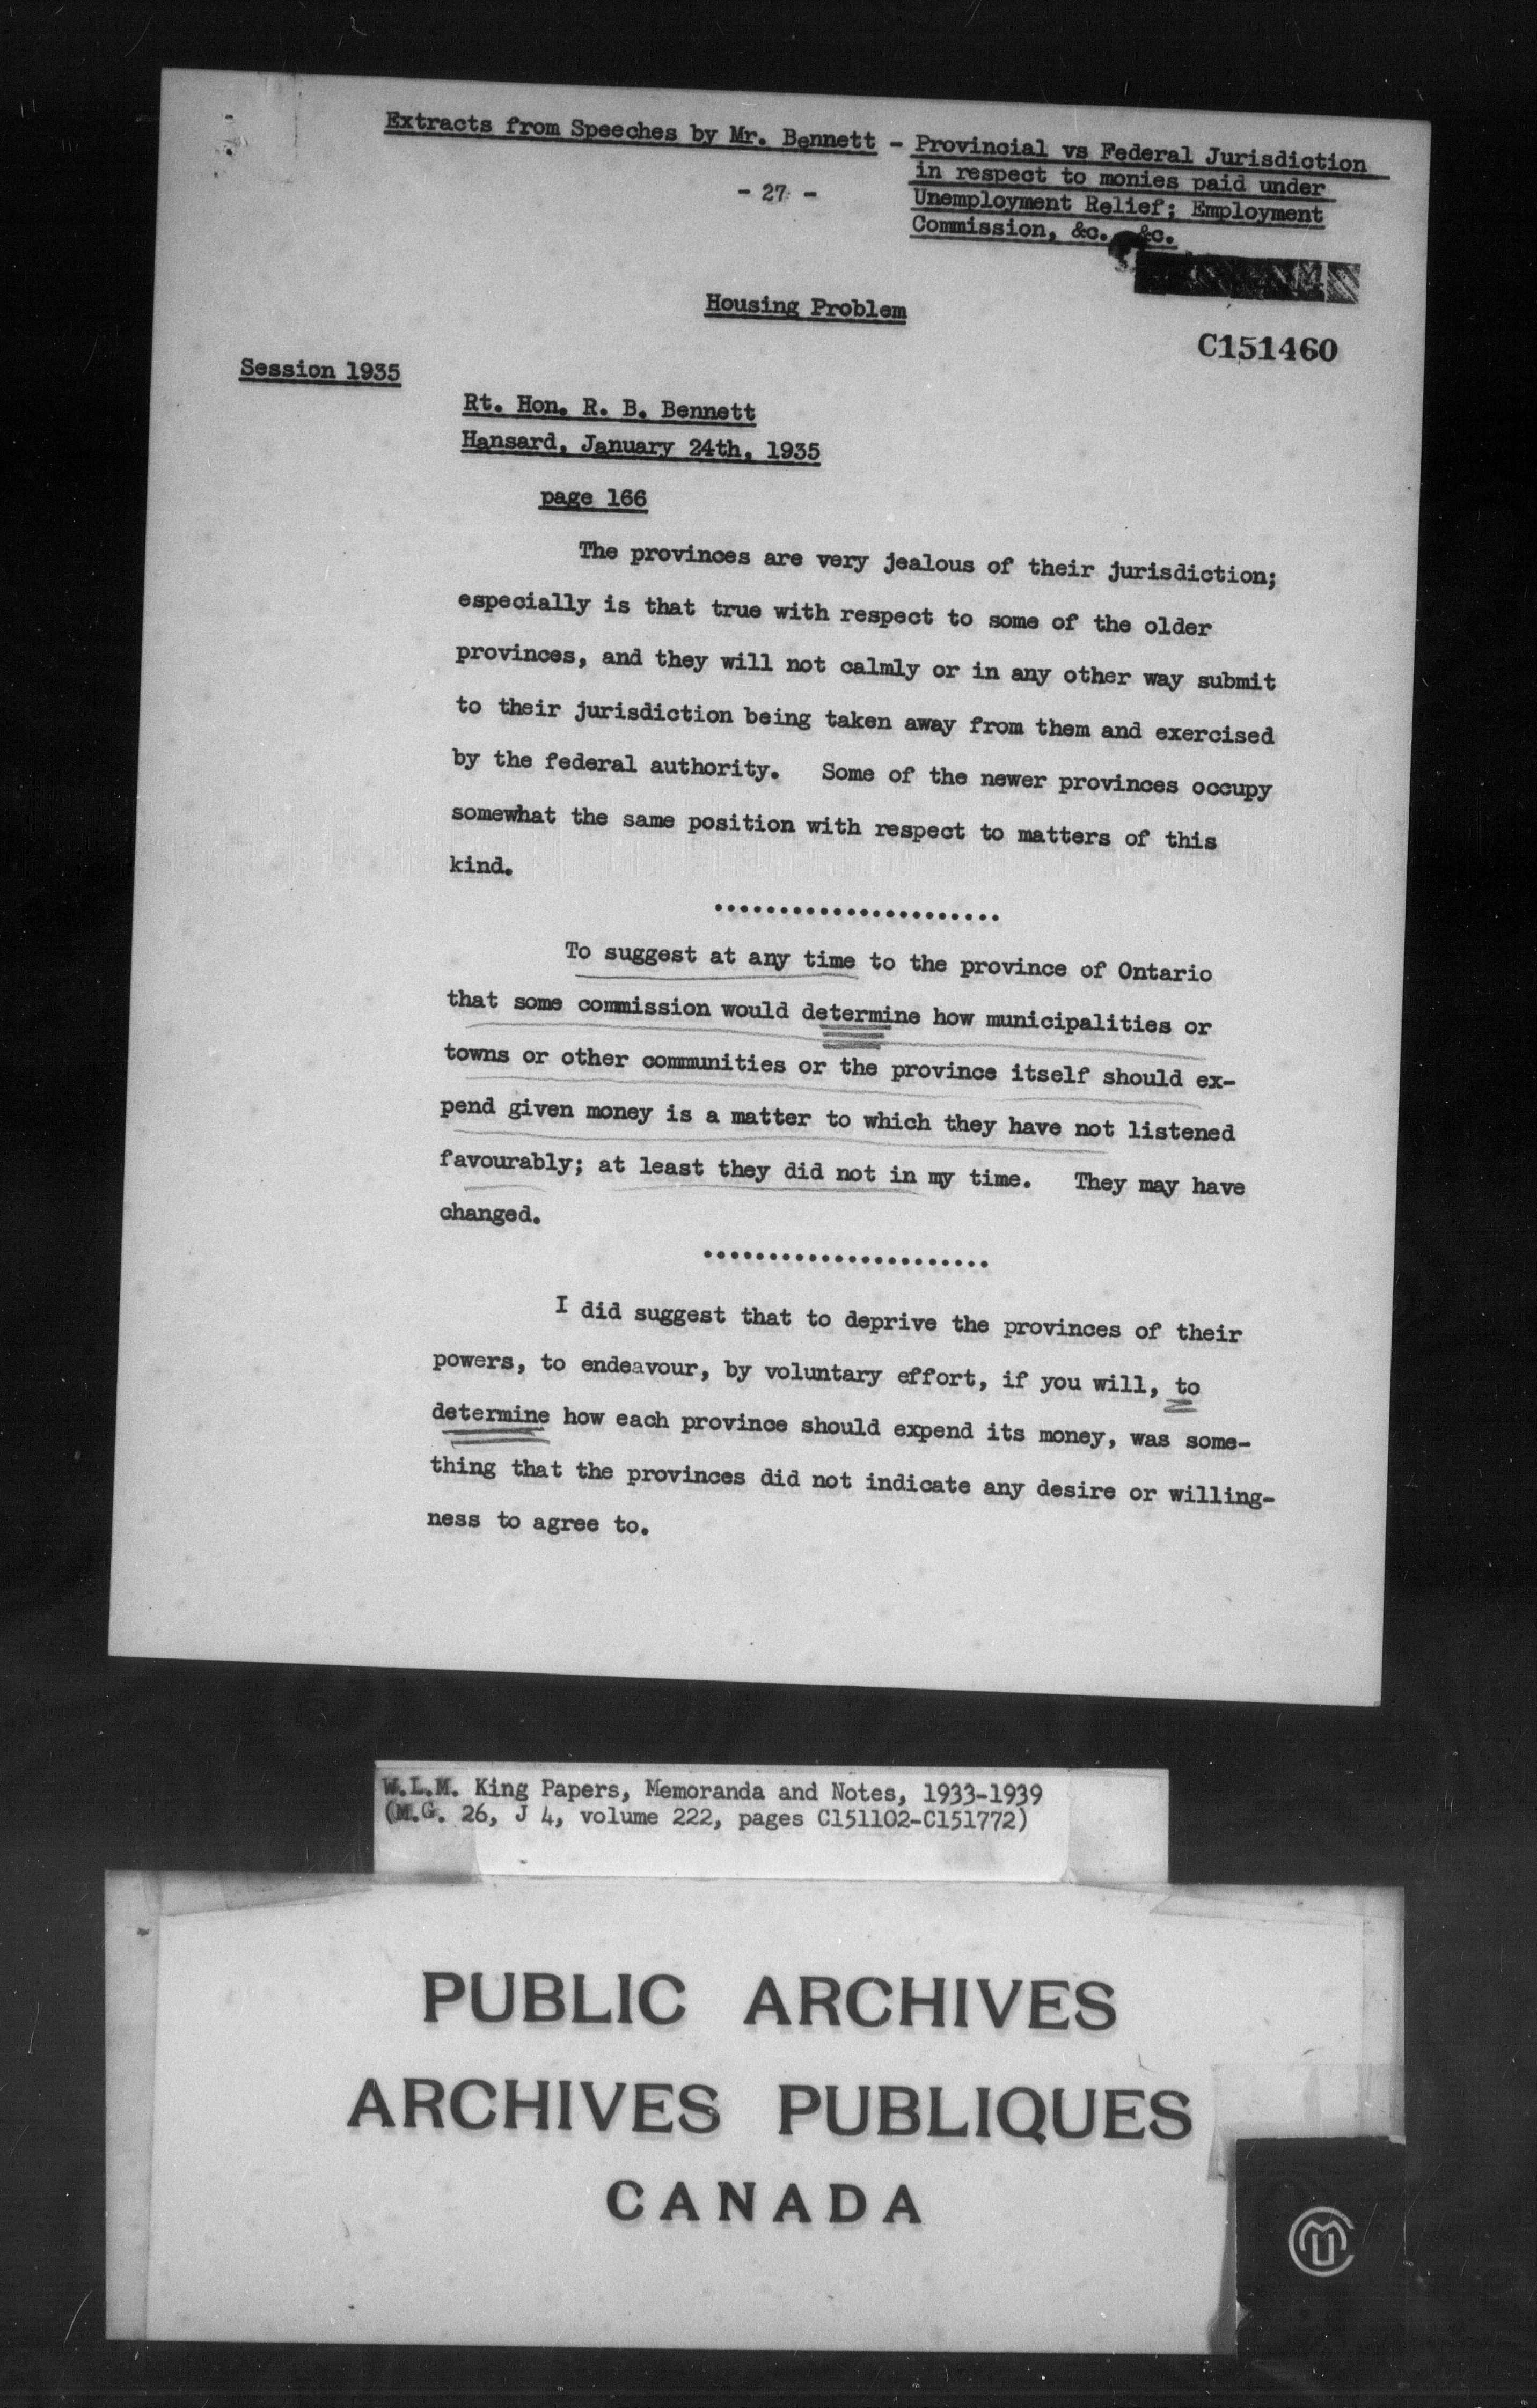 Extracts from Speeches by Mr. Bennett - Provincial vs Federal Jurisdiction
in respect to monies paid under
- 27 -
Unemployment Relief; Employment
Commission, &c. &c.
Housing Problem
C151460
Session 1935
Rt. Hon. R. B. Bennett
Hansard, January 24th, 1935
page 166
The provinces are very jealous of their jurisdiction;
especially is that true with respect to some of the older
provinces, and they will not calmly or in any other way submit
to their jurisdiction being taken away from them and exercised
by the federal authority. Some of the newer provinces occupy
somewhat the same position with respect to matters of this
kind.
.......................
To suggest at any time to the province of Ontario
that some commission would determine how municipalities or
towns or other communities or the province itself should ex-
pend given money is a matter to which they have not listened
favourably; at least they did not in my time. They may have
changed.
.......................
I did suggest that to deprive the provinces of their
powers, to endeavour, by voluntary effort, if you will, to
determine how each province should expend its money, was some-
thing that the provinces did not indicate any desire or willing-
ness to agree to.
W.L.M. King Papers, Memoranda and Notes, 1933-1939
(M.G. 26, J 4, volume 222, pages C151102-C151772)
PUBLIC ARCHIVES
ARCHIVES PUBLIQUES
CANADA